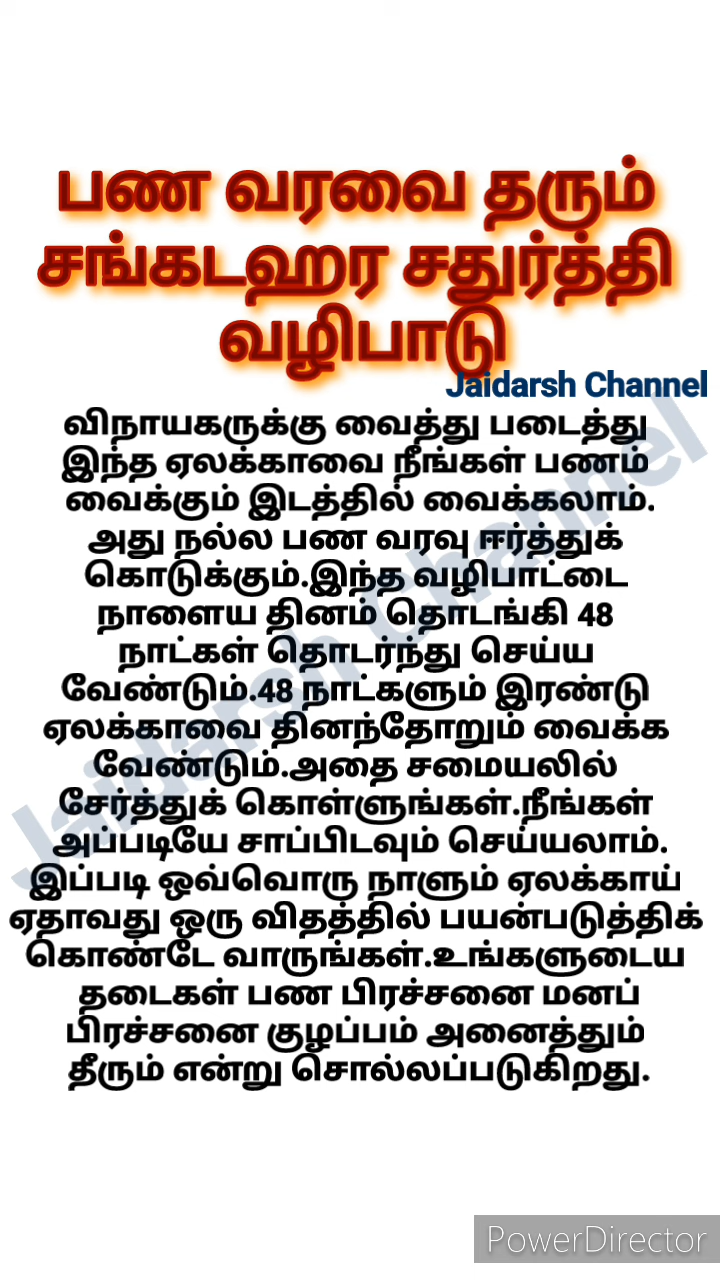 பண வரவை தரும்
சங்கடஹர சதுர்த்தி
வழிபாடு
Jaidarsh Channel
விநாயகருக்கு வைத்து படைத்து
இந்த ஏலக்காவை நீங்கள் பணம்
வைக்கும் இடத்தில் வைக்கலாம்.
அது நல்ல பண வரவு ஈர்த்துக்
கொடுக்கும்.இந்த வழிபாட்டை
நாளைய தினம் தொடங்கி 48
நாட்கள் தொடர்ந்து செய்ய
வேண்டும்.48 நாட்களும் இரண்டு
ஏலக்காவை தினந்தோறும் வைக்க
வேண்டும்.அதை சமையலில்
சேர்த்துக் கொள்ளுங்கள்.நீங்கள்
அப்படியே சாப்பிடவும் செய்யலாம்.
இப்படி ஒவ்வொரு நாளும் ஏலக்காய்
ஏதாவது ஒரு விதத்தில் பயன்படுத்திக்
கொண்டே வாருங்கள்.உங்களுடைய
தடைகள் பண பிரச்சனை மனப்
பிரச்சனை குழப்பம் அனைத்தும்
தீரும் என்று சொல்லப்படுகிறது.
Jaidarsh Channel
PowerDirector